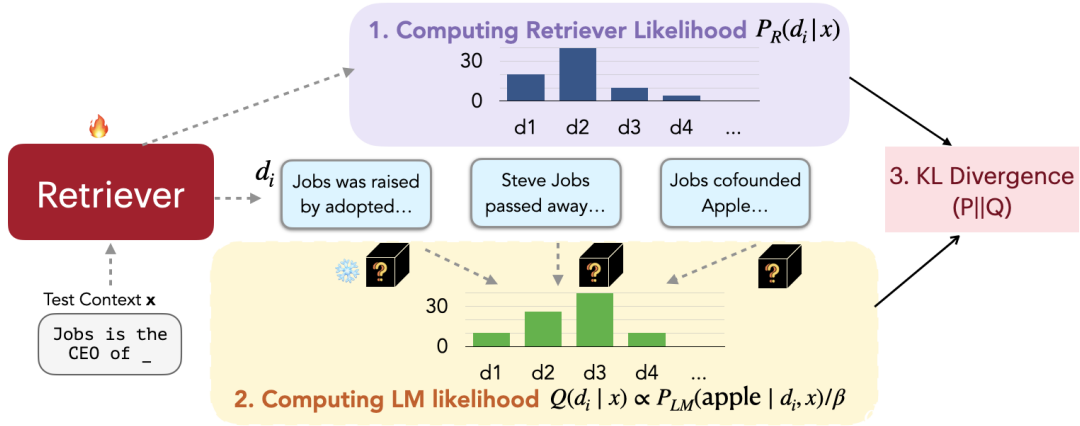 1. Computing Retriever Likelihood P_R(d_i|x)
30
0
d1 d2 d3 d4 ...
Retriever
d_i
Jobs was raised
by adopted...
Steve Jobs
passed away...
Jobs cofounded
Apple...
3. KL Divergence
(P||Q)
Test Context x
Jobs is the
CEO of _
? ? ?
30
0
d1 d2 d3 d4 ...
2. Computing LM likelihood Q(d_i | x) ∝ P_LM(apple | d_i, x)/β